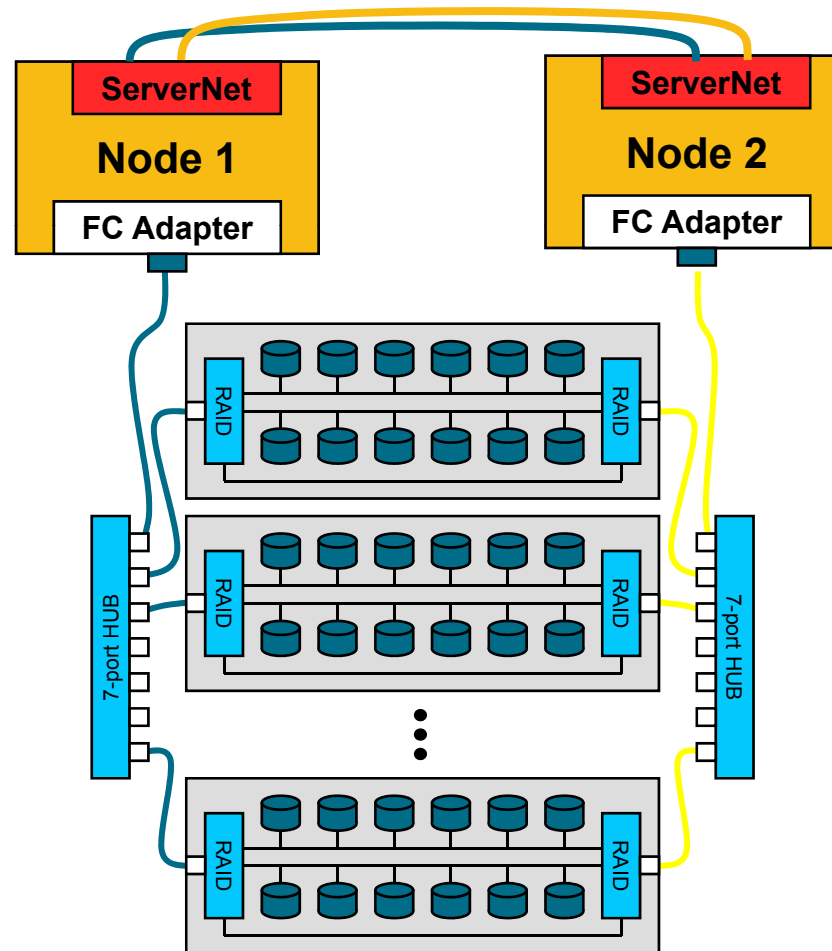 ServerNet
Node 1
FC Adapter
ServerNet
Node 2
FC Adapter
RAID
RAID
RAID
RAID
7-port HUB
7-port HUB
RAID
RAID